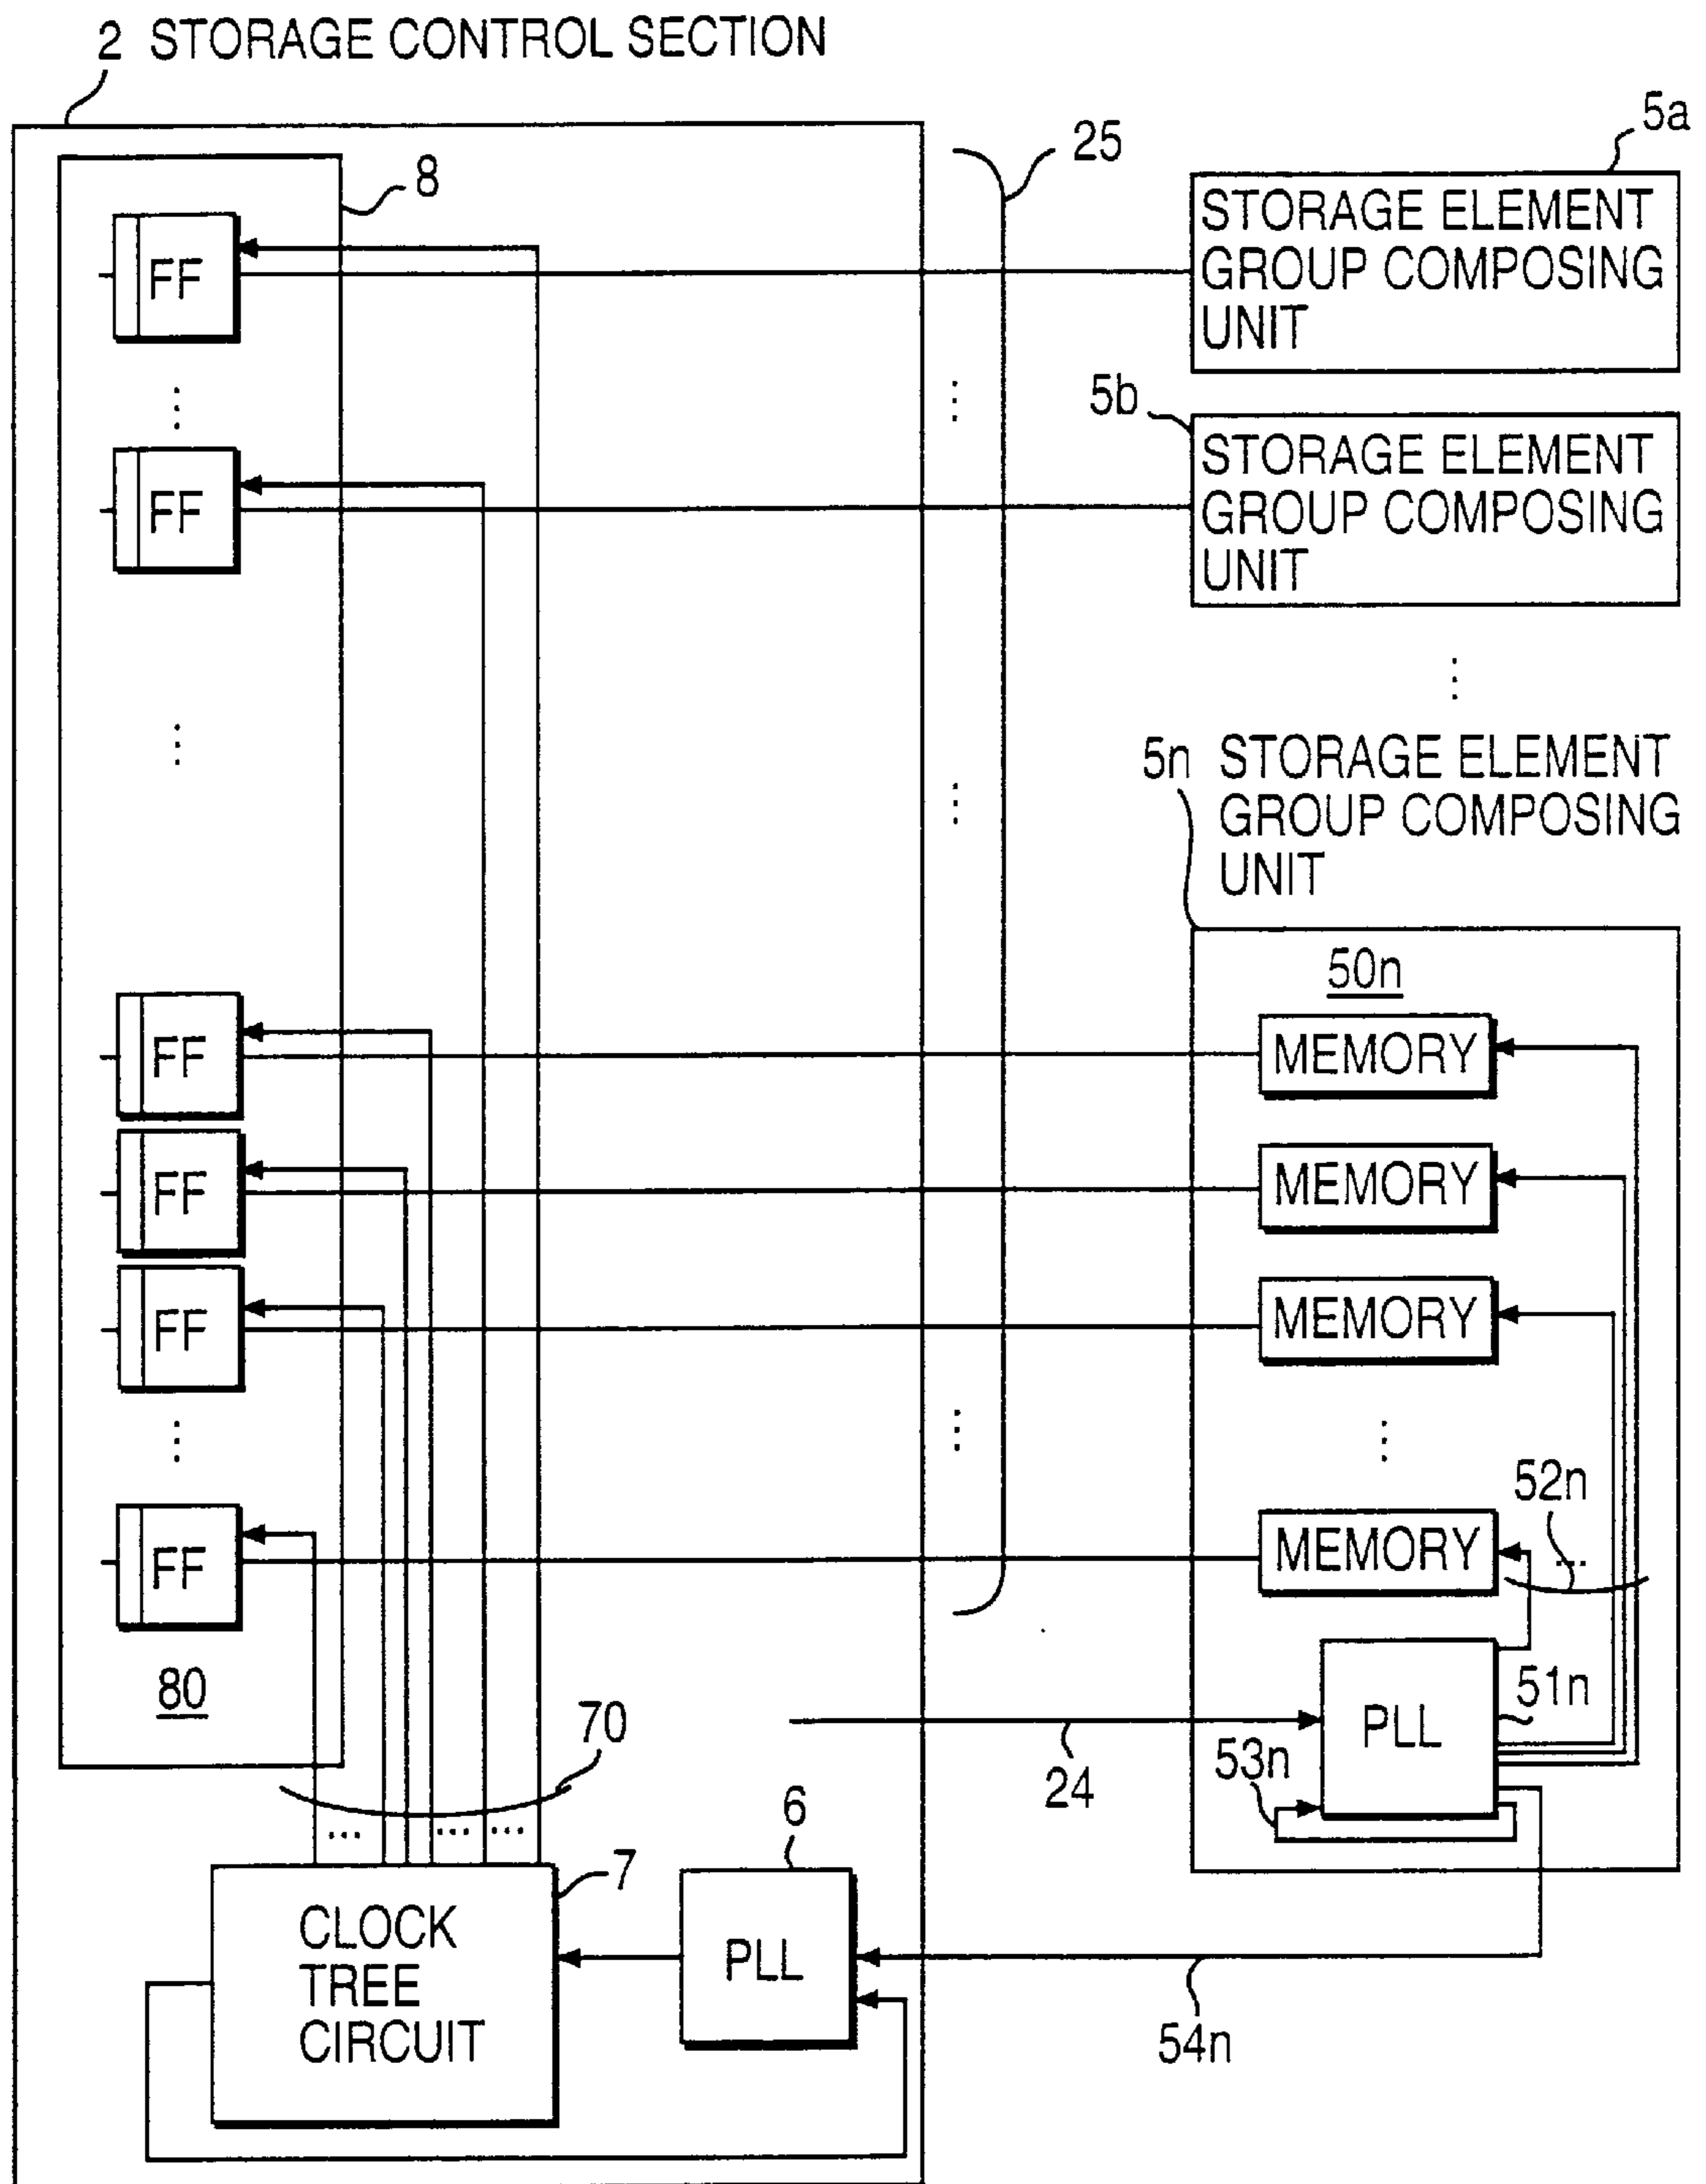 2 STORAGE CONTROL SECTION
5a
25
8
STORAGE ELEMENT
GROUP COMPOSING
UNIT
FF
5b
STORAGE ELEMENT
GROUP COMPOSING
UNIT
FF
5n STORAGE ELEMENT
GROUP COMPOSING
UNIT
50n
FF
MEMORY
FF
MEMORY
FF
MEMORY
52n
FF
MEMORY
80
51n
PLL
70
24
53n
6
7
CLOCK
TREE
CIRCUIT
PLL
54n